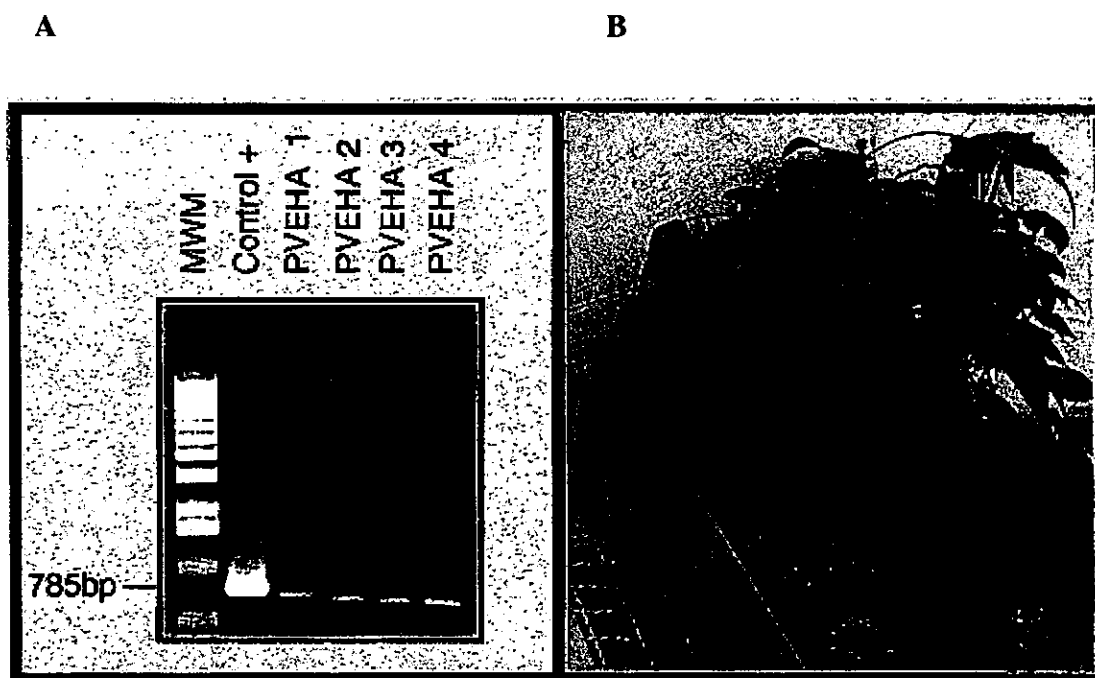 A
B
MWM
Control +
PVEHA 1
PVEHA 2
PVEHA 3
PVEHA 4
785bp